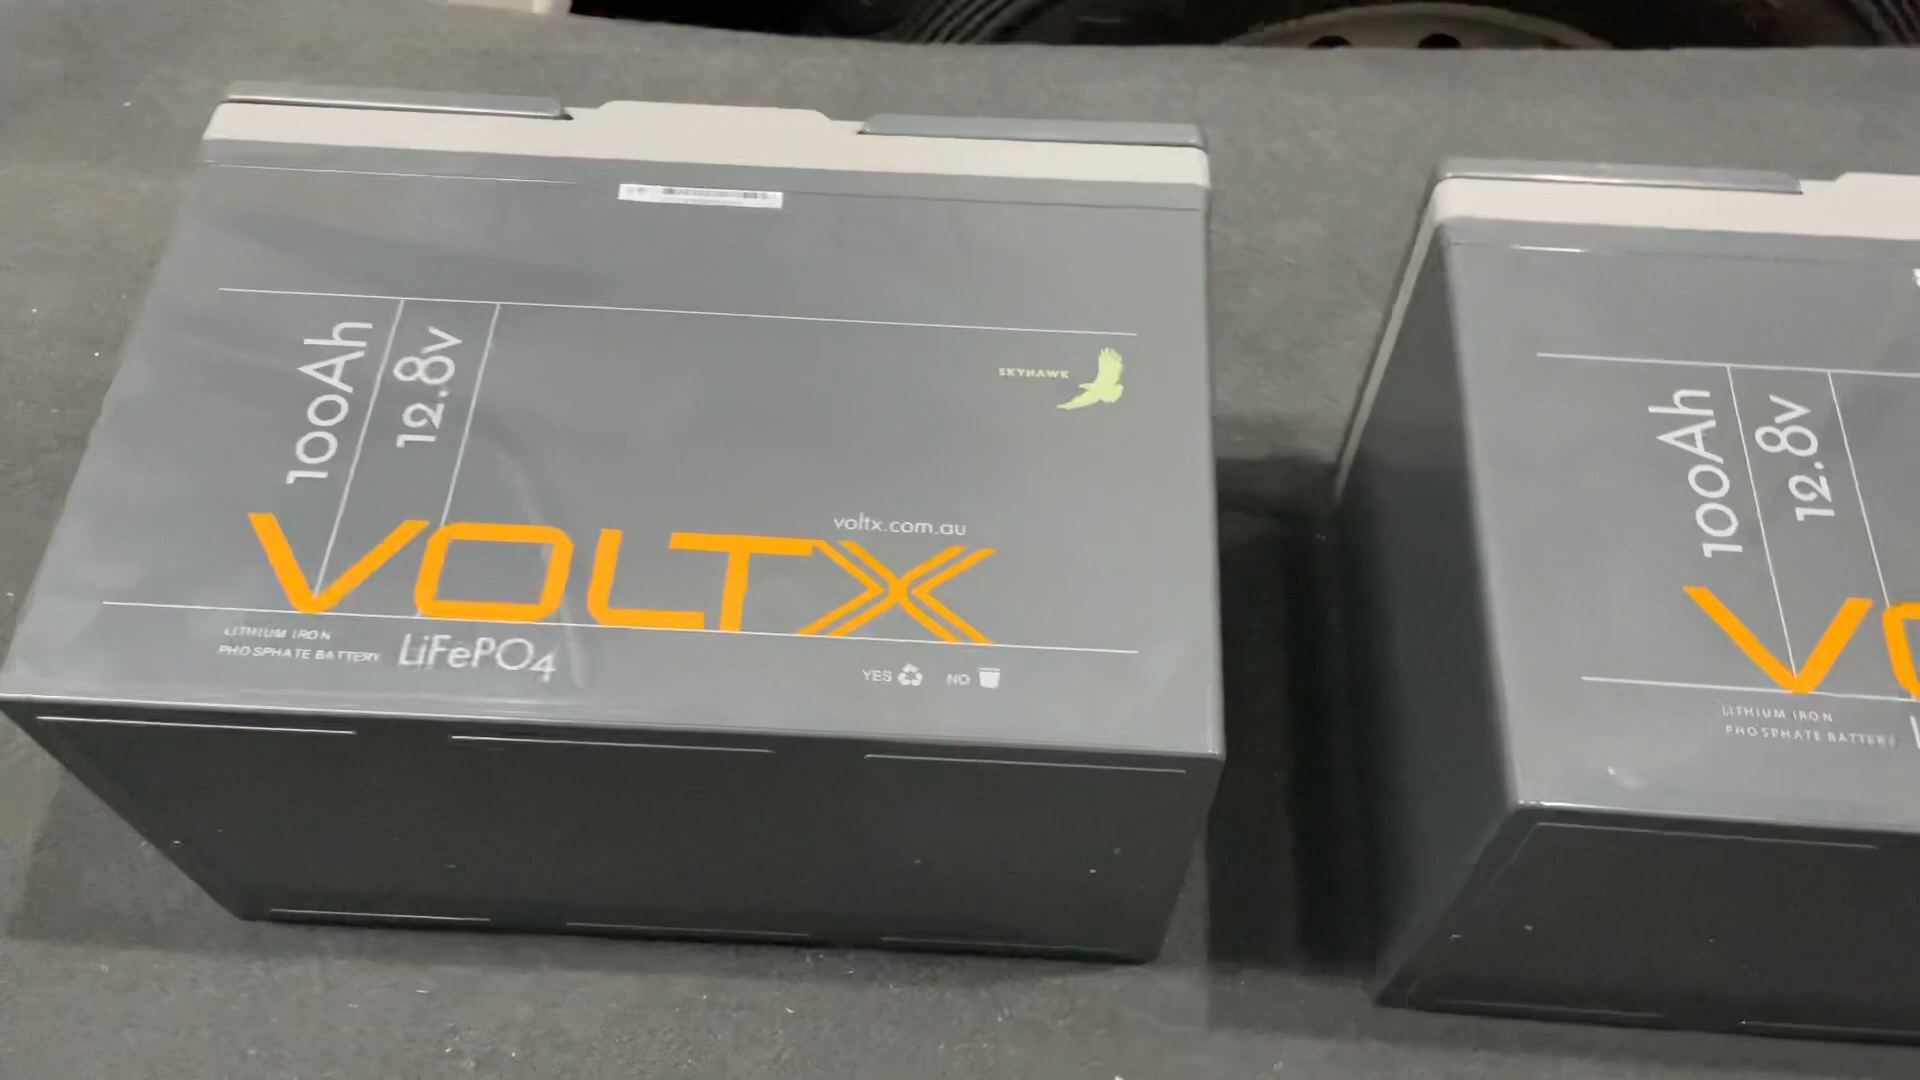 100Ah
12.8v
SKYHAWK
voltx.com.au
VOLTX
LITHIUM IRON
PHOSPHATE BATTERY
LiFePO4
YES
NO
100Ah
12.8v
LITHIUM IRON
PHOSPHATE BATTERY